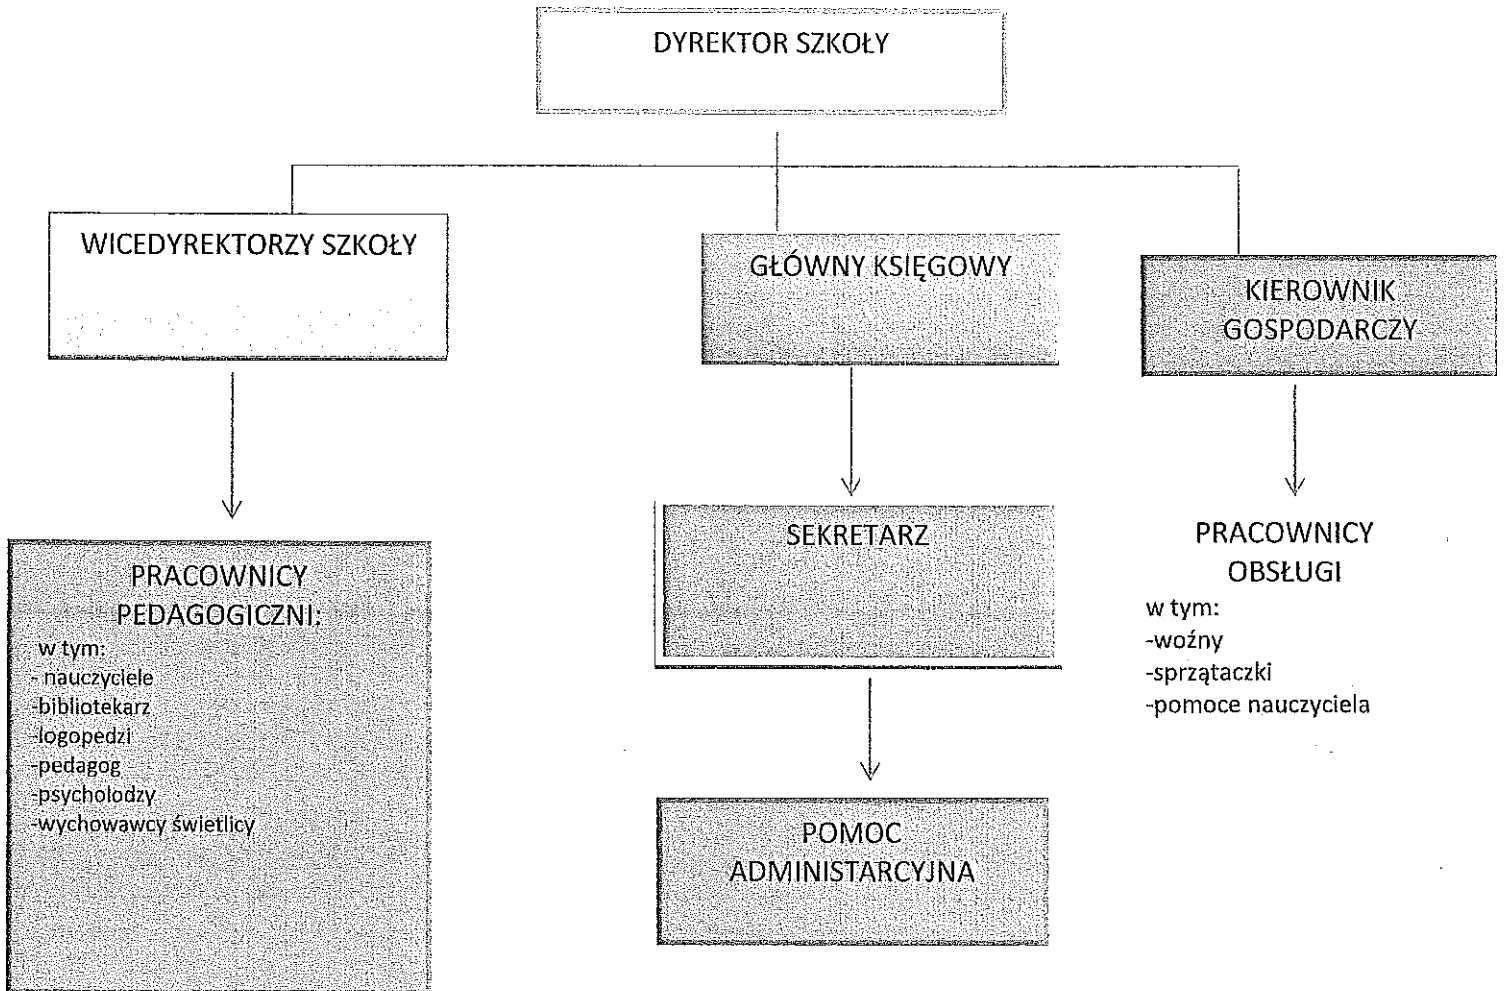 DYREKTOR SZKOŁY
WICEDYREKTORZY SZKOŁY
GŁÓWNY KSIĘGOWY
KIEROWNIK
GOSPODARCZY
PRACOWNICY
PEDAGOGICZNI:
w tym:
- nauczyciele
-bibliotekarz
-logopedzi
-pedagog
-psycholodzy
-wychowawcy świetlicy
SEKRETARZ
POMOC
ADMINISTARCYJNA
PRACOWNICY
OBSŁUGI
w tym:
-woźny
-sprzątaczki
-pomoce nauczyciela